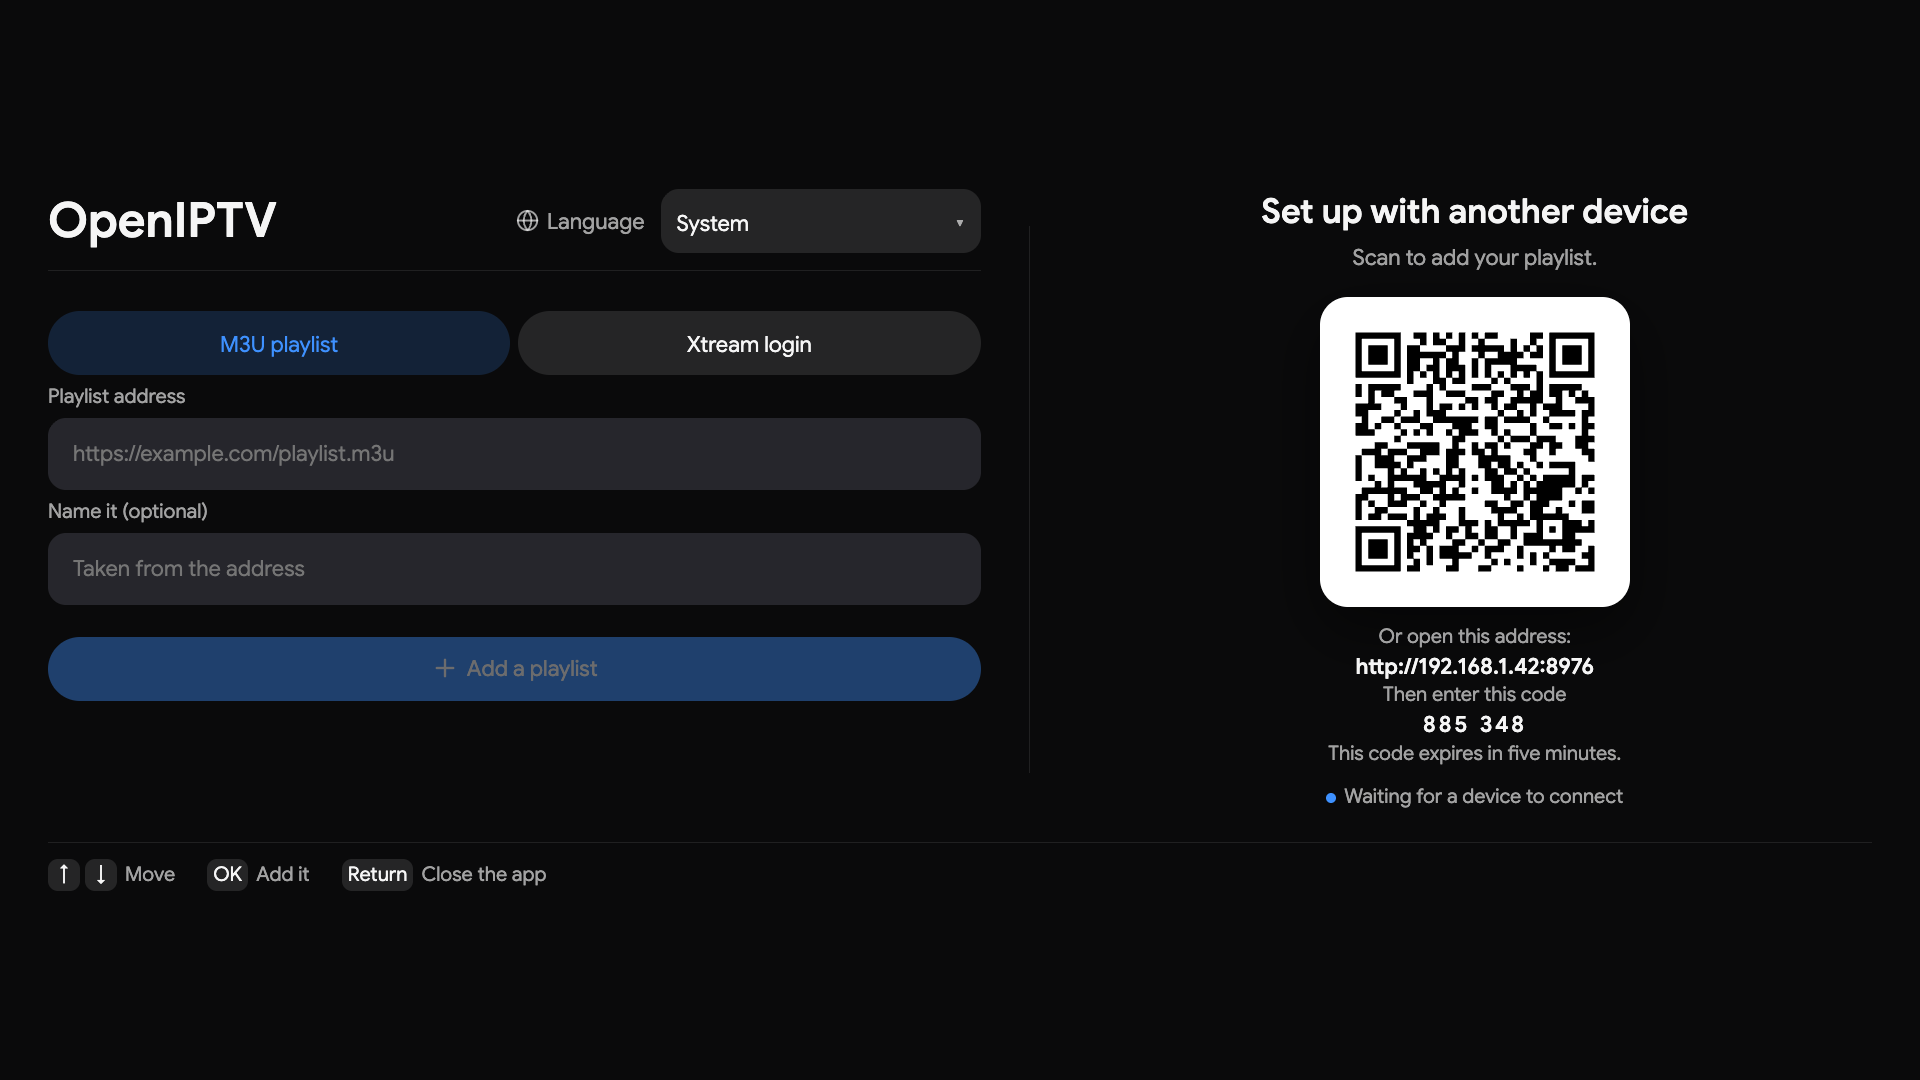 OpenIPTV
Language
System
M3U playlist
Xtream login
Playlist address
https://example.com/playlist.m3u
Name it (optional)
Taken from the address
Add a playlist
Set up with another device
Scan to add your playlist.
Or open this address:
http://192.168.1.42:8976
Then enter this code
885 348
This code expires in five minutes.
Waiting for a device to connect
↑ ↓ Move OK Add it Return Close the app